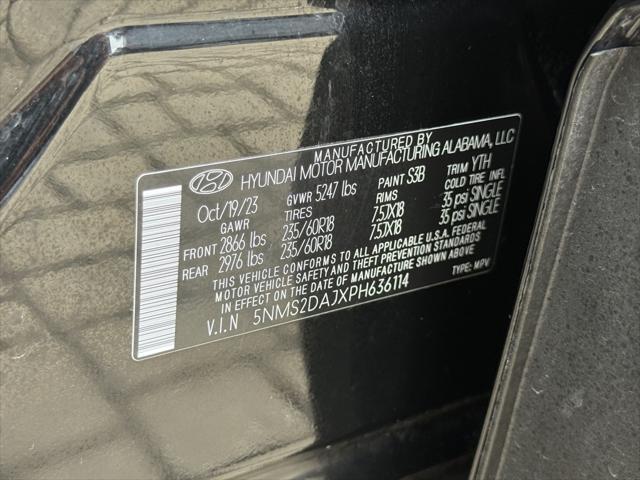 MANUFACTURED BY
HYUNDAI MOTOR MANUFACTURING ALABAMA, LLC
Oct/19/23 GVWR 5247 lbs PAINT S3B TRIM YTH
GAWR TIRES RIMS COLD TIRE INFL
FRONT 2866 lbs 235/60R18 7.5JX18 35 psi SINGLE
REAR 2976 lbs 235/60R18 7.5JX18 35 psi SINGLE
THIS VEHICLE CONFORMS TO ALL APPLICABLE U.S.A. FEDERAL
MOTOR VEHICLE SAFETY AND THEFT PREVENTION STANDARDS
IN EFFECT ON THE DATE OF MANUFACTURE SHOWN ABOVE.
V.I.N 5NMS2DAJXPH636114 TYPE: MPV